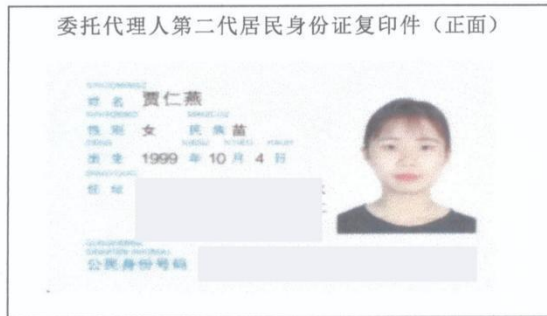 委托代理人第二代居民身份证复印件（正面）
姓名 贾仁燕
性别 女 民族 苗
出生 1999 年 10 月 4 日
住址
公民身份号码